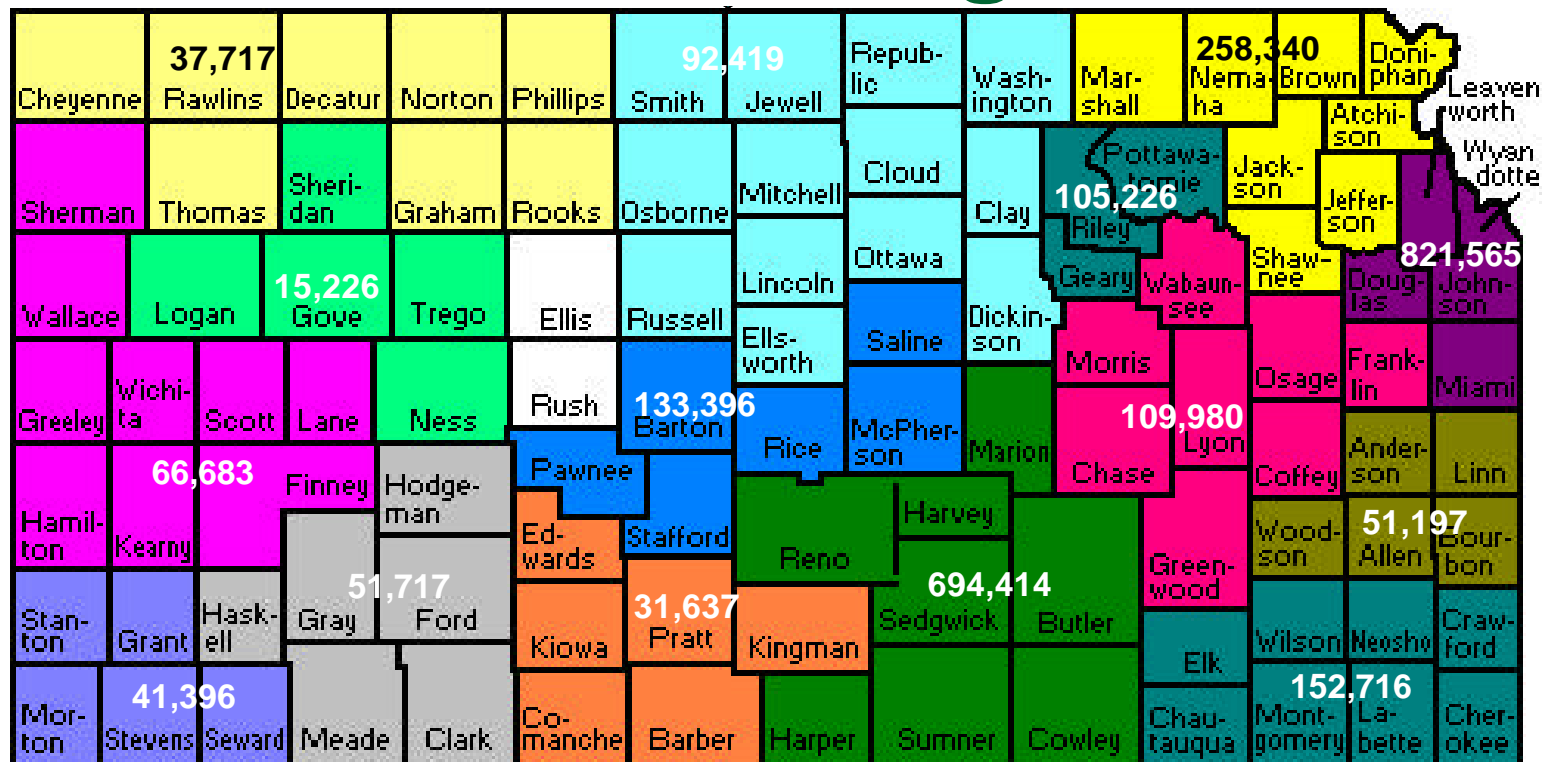 37,717
92,419
258,340
Cheyenne
Rawlins
Decatur
Norton
Phillips
Smith
Jewell
Repub-
lic
Wash-
ington
Mar-
shall
Nema-
ha
Brown
Doni-
phan
Leaven
worth
Atchi-
son
Wyan
dotte
Sherman
Thomas
Sheri-
dan
Graham
Rooks
Osborne
Mitchell
Cloud
Clay
Pottawa-
tomie
105,226
Riley
Jack-
son
Jeffer-
son
821,565
Wallace
Logan
15,226
Gove
Trego
Ellis
Russell
Lincoln
Ottawa
Dickin-
son
Geary
Wabaun-
see
Shaw-
nee
Doug-
las
John-
son
Greeley
Wichi-
ta
Scott
Lane
Ness
Rush
133,396
Barton
Ells-
worth
Saline
Rice
McPher-
son
Marion
Morris
109,980
Chase
Lyon
Osage
Frank-
lin
Miami
Coffey
Ander-
son
Linn
66,683
Hamil-
ton
Kearny
Finney
Hodge-
man
Pawnee
Ed-
wards
Stafford
Reno
Harvey
Green-
wood
Wood-
son
51,197
Allen
Bour-
bon
Stan-
ton
Grant
Hask-
ell
51,717
Gray
Ford
Kiowa
31,637
Pratt
Kingman
694,414
Sedgwick
Butler
Elk
Wilson
Neosho
Craw-
ford
41,396
Mor-
ton
Stevens
Seward
Meade
Clark
Co-
manche
Barber
Harper
Sumner
Cowley
Chau-
tauqua
152,716
Mont-
gomery
La-
bette
Cher-
okee